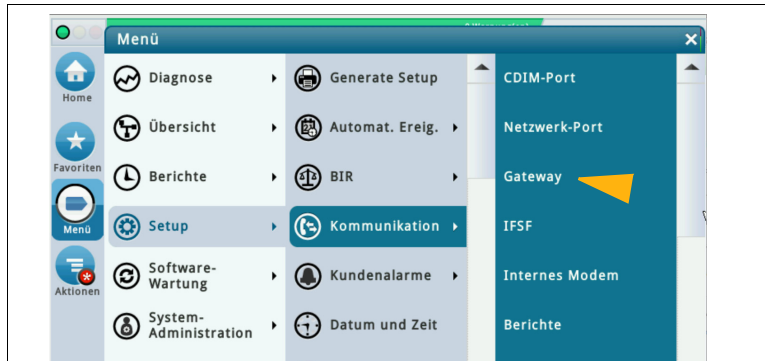 Menü
Home
Favoriten
Menü
Aktionen
Diagnose
Übersicht
Berichte
Setup
Software-
Wartung
System-
Administration
Generate Setup
Automat. Ereig.
BIR
Kommunikation
Kundenalarme
Datum und Zeit
CDIM-Port
Netzwerk-Port
Gateway
IFSF
Internes Modem
Berichte